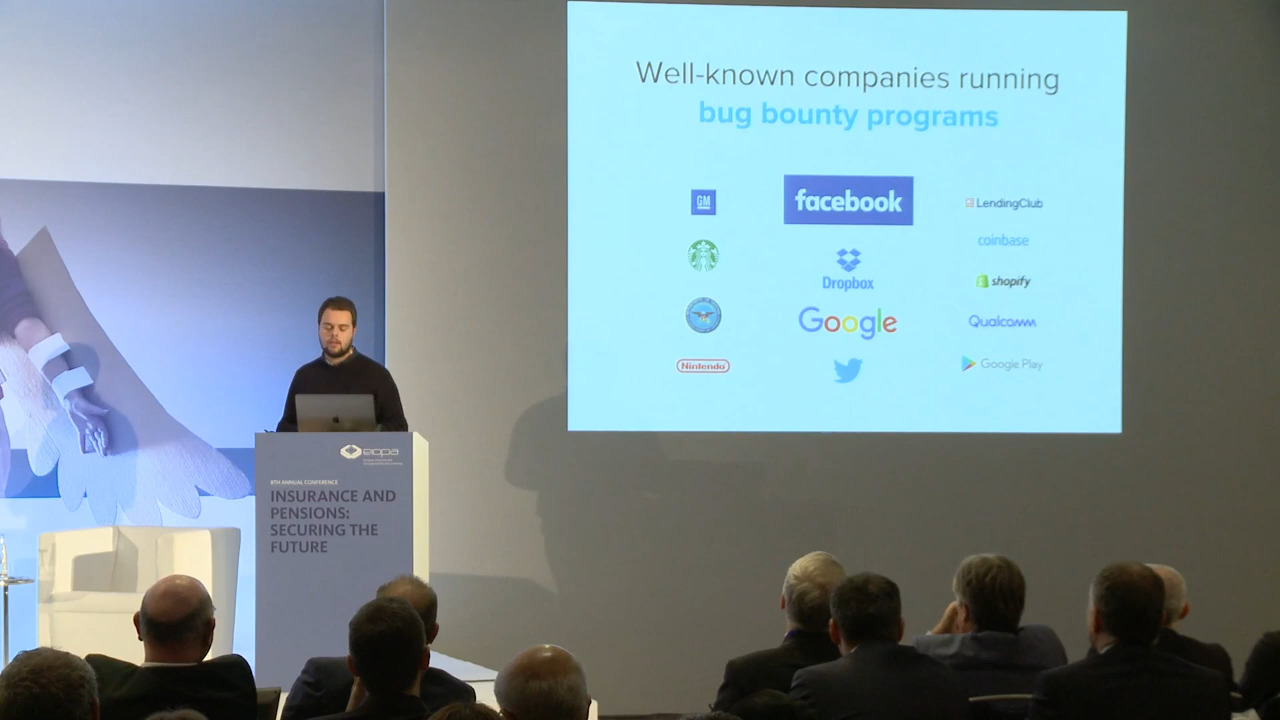 Well-known companies running
bug bounty programs
GM
facebook
LendingClub
coinbase
Dropbox
shopify
Google
Qualcomm
Nintendo
Google Play
eiopa
8TH ANNUAL CONFERENCE
INSURANCE AND
PENSIONS:
SECURING THE
FUTURE